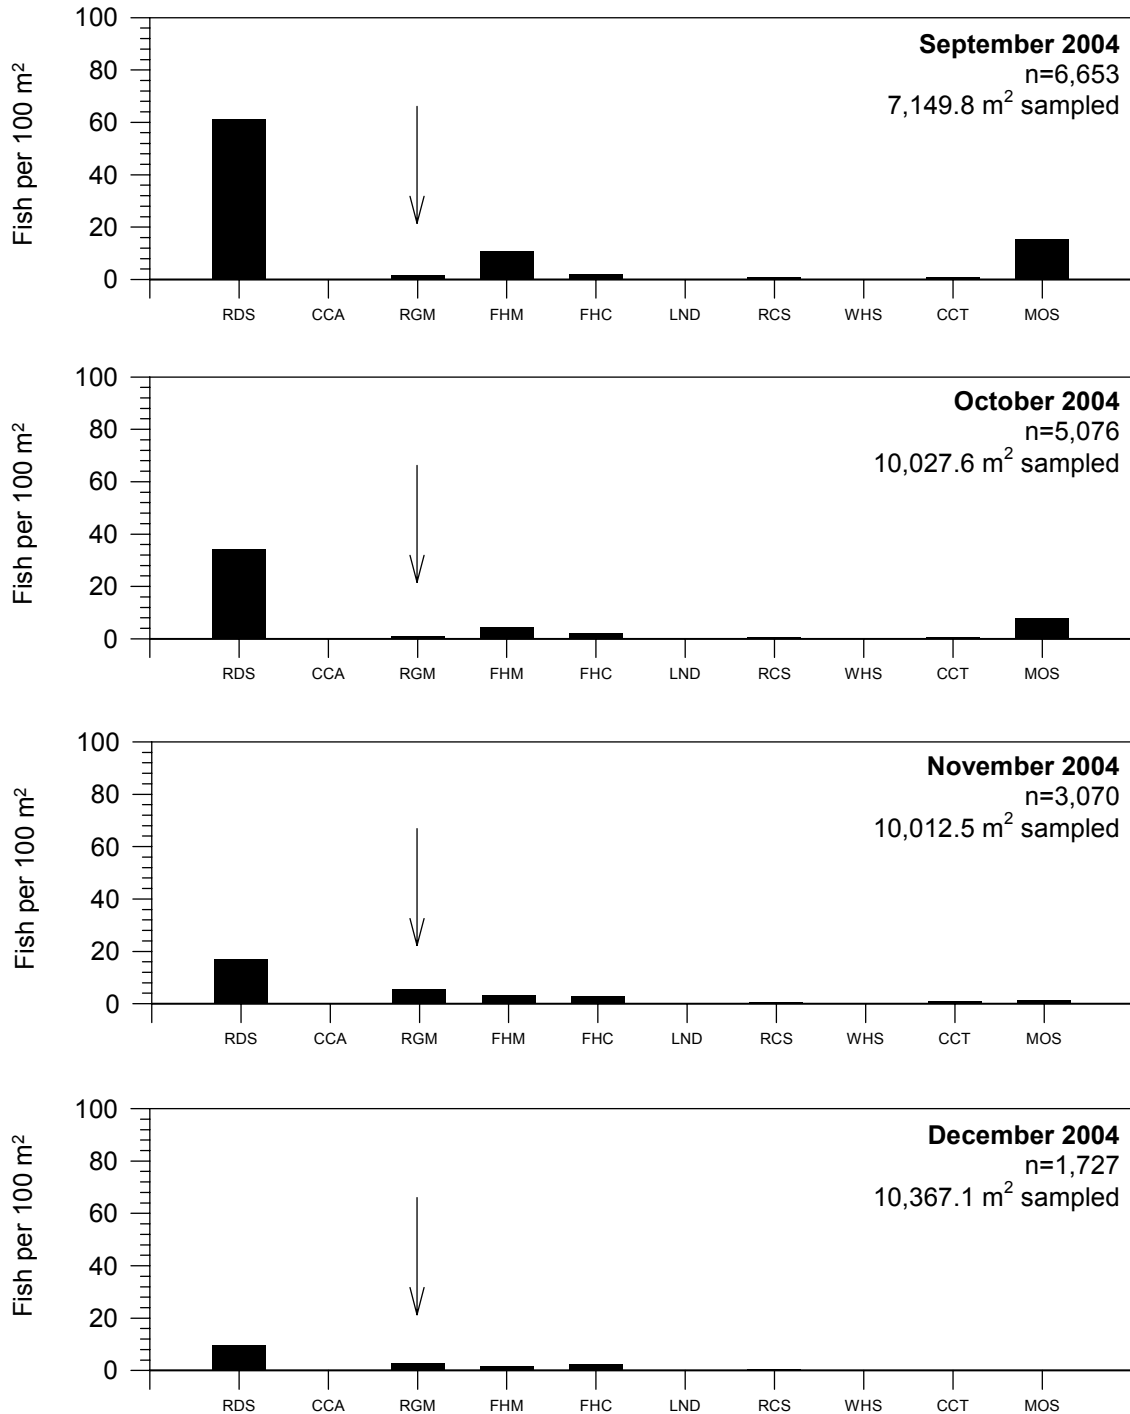 September 2004
n=6,653
7,149.8 m² sampled
Fish per 100 m²
100
80
60
40
20
0
RDS CCA RGM FHM FHC LND RCS WHS CCT MOS
October 2004
n=5,076
10,027.6 m² sampled
Fish per 100 m²
100
80
60
40
20
0
RDS CCA RGM FHM FHC LND RCS WHS CCT MOS
November 2004
n=3,070
10,012.5 m² sampled
Fish per 100 m²
100
80
60
40
20
0
RDS CCA RGM FHM FHC LND RCS WHS CCT MOS
December 2004
n=1,727
10,367.1 m² sampled
Fish per 100 m²
100
80
60
40
20
0
RDS CCA RGM FHM FHC LND RCS WHS CCT MOS